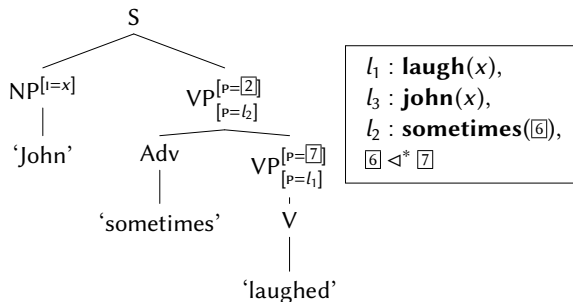 S
NP[I=x] VP[P=2][P=l2]
l1 : laugh(x),
l3 : john(x),
l2 : sometimes(6),
6 ◁* 7
‘John’ Adv VP[P=7][P=l1]
‘sometimes’ V
‘laughed’